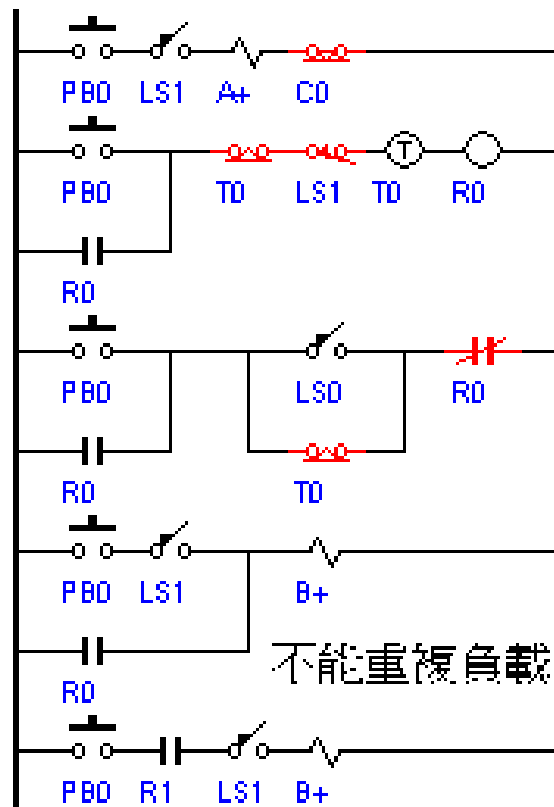 PB0 LS1 A+ C0
PB0 T0 LS1 T T0 R0
R0
PB0 LS0 R0
R0 T0
PB0 LS1 B+
不能重複負載
R0
PB0 R1 LS1 B+